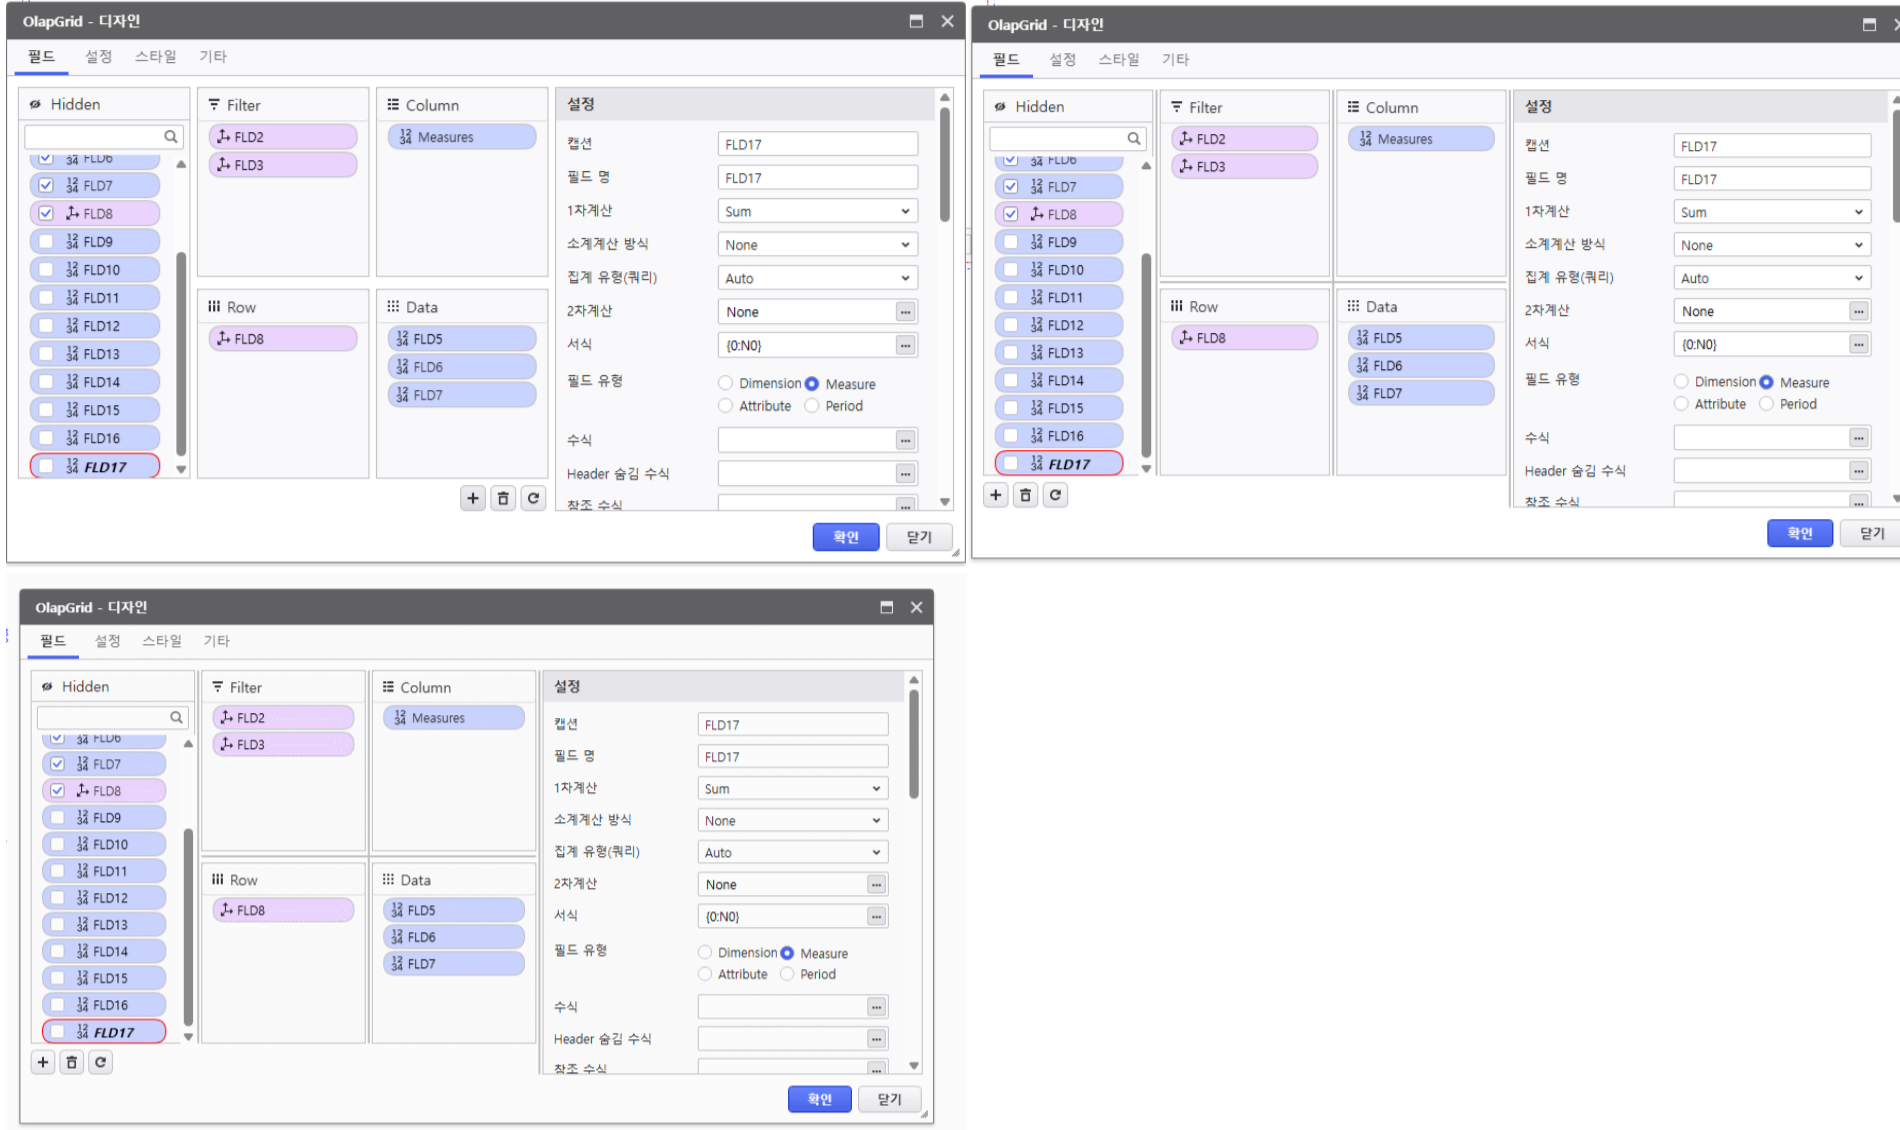 OlapGrid - 디자인
필드 설정 스타일 기타
Hidden
FLD6
FLD7
FLD8
FLD9
FLD10
FLD11
FLD12
FLD13
FLD14
FLD15
FLD16
FLD17
Filter
FLD2
FLD3
Column
Measures
Row
FLD8
Data
FLD5
FLD6
FLD7
설정
캡션 FLD17
필드 명 FLD17
1차계산 Sum
소계계산 방식 None
집계 유형(쿼리) Auto
2차계산 None ...
서식 {0:N0} ...
필드 유형 Dimension Measure
Attribute Period
수식 ...
Header 숨김 수식 ...
참조 수식 ...
확인 닫기
OlapGrid - 디자인
필드 설정 스타일 기타
Hidden
FLD6
FLD7
FLD8
FLD9
FLD10
FLD11
FLD12
FLD13
FLD14
FLD15
FLD16
FLD17
Filter
FLD2
FLD3
Column
Measures
Row
FLD8
Data
FLD5
FLD6
FLD7
설정
캡션 FLD17
필드 명 FLD17
1차계산 Sum
소계계산 방식 None
집계 유형(쿼리) Auto
2차계산 None ...
서식 {0:N0} ...
필드 유형 Dimension Measure
Attribute Period
수식 ...
Header 숨김 수식 ...
참조 수식 ...
확인 닫기
OlapGrid - 디자인
필드 설정 스타일 기타
Hidden
FLD6
FLD7
FLD8
FLD9
FLD10
FLD11
FLD12
FLD13
FLD14
FLD15
FLD16
FLD17
Filter
FLD2
FLD3
Column
Measures
Row
FLD8
Data
FLD5
FLD6
FLD7
설정
캡션 FLD17
필드 명 FLD17
1차계산 Sum
소계계산 방식 None
집계 유형(쿼리) Auto
2차계산 None ...
서식 {0:N0} ...
필드 유형 Dimension Measure
Attribute Period
수식 ...
Header 숨김 수식 ...
참조 수식 ...
확인 닫기